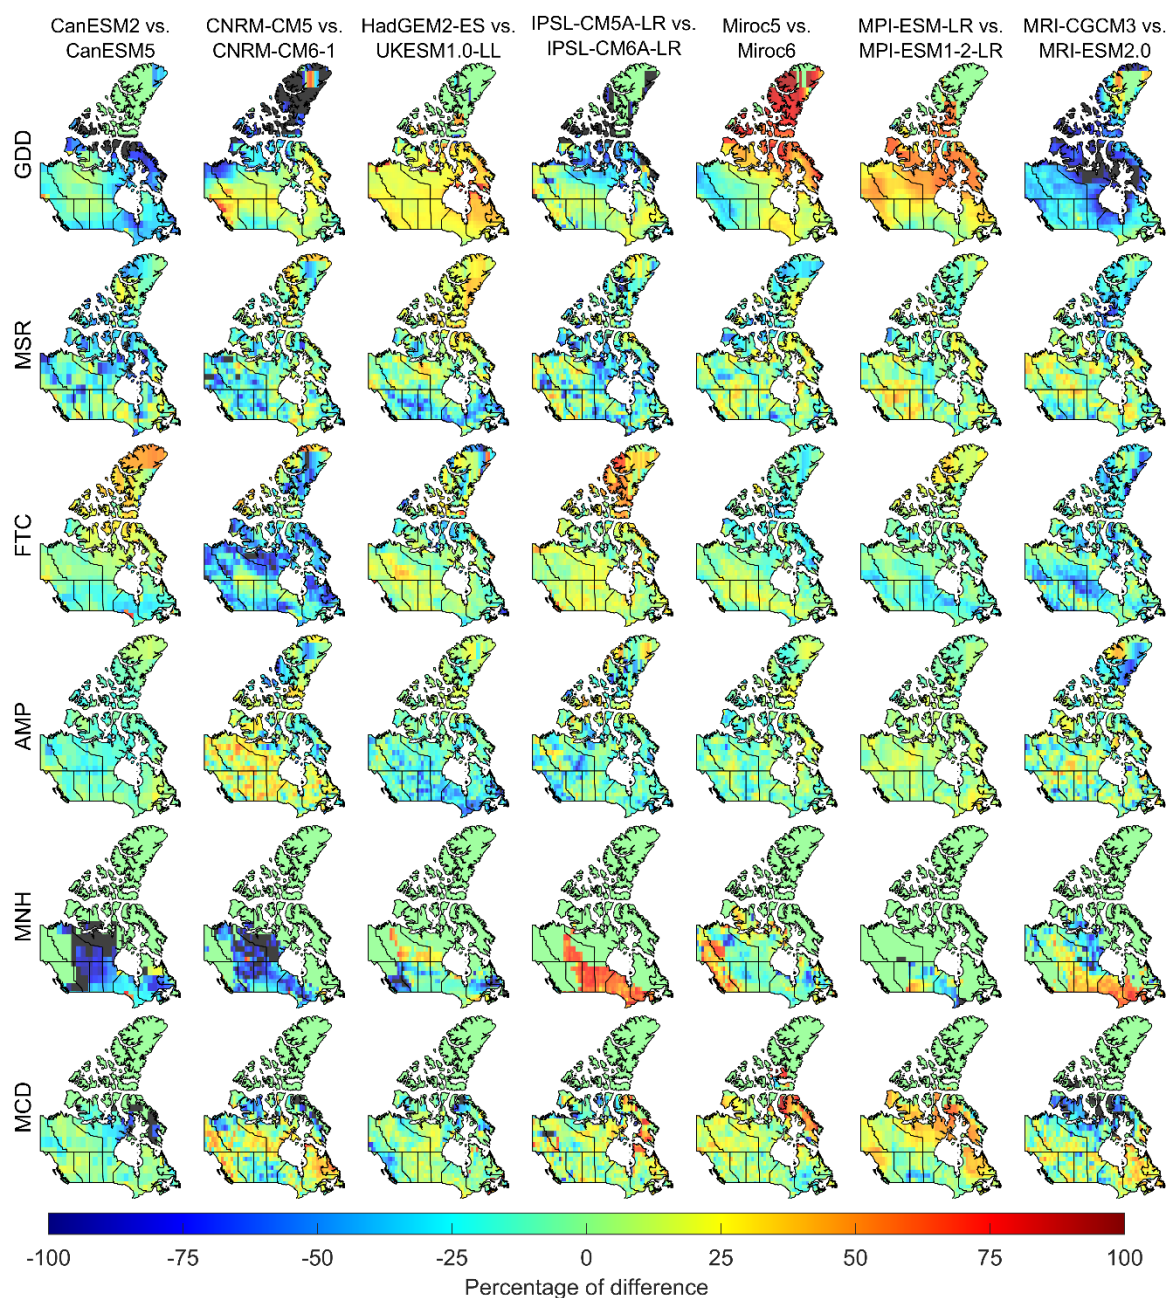 CanESM2 vs. CNRM-CM5 vs. HadGEM2-ES vs. IPSL-CM5A-LR vs. Miroc5 vs. MPI-ESM-LR vs. MRI-CGCM3 vs.
CanESM5 CNRM-CM6-1 UKESM1.0-LL IPSL-CM6A-LR Miroc6 MPI-ESM1-2-LR MRI-ESM2.0
GDD
MSR
FTC
AMP
MNH
MCD
-100 -75 -50 -25 0 25 50 75 100
Percentage of difference